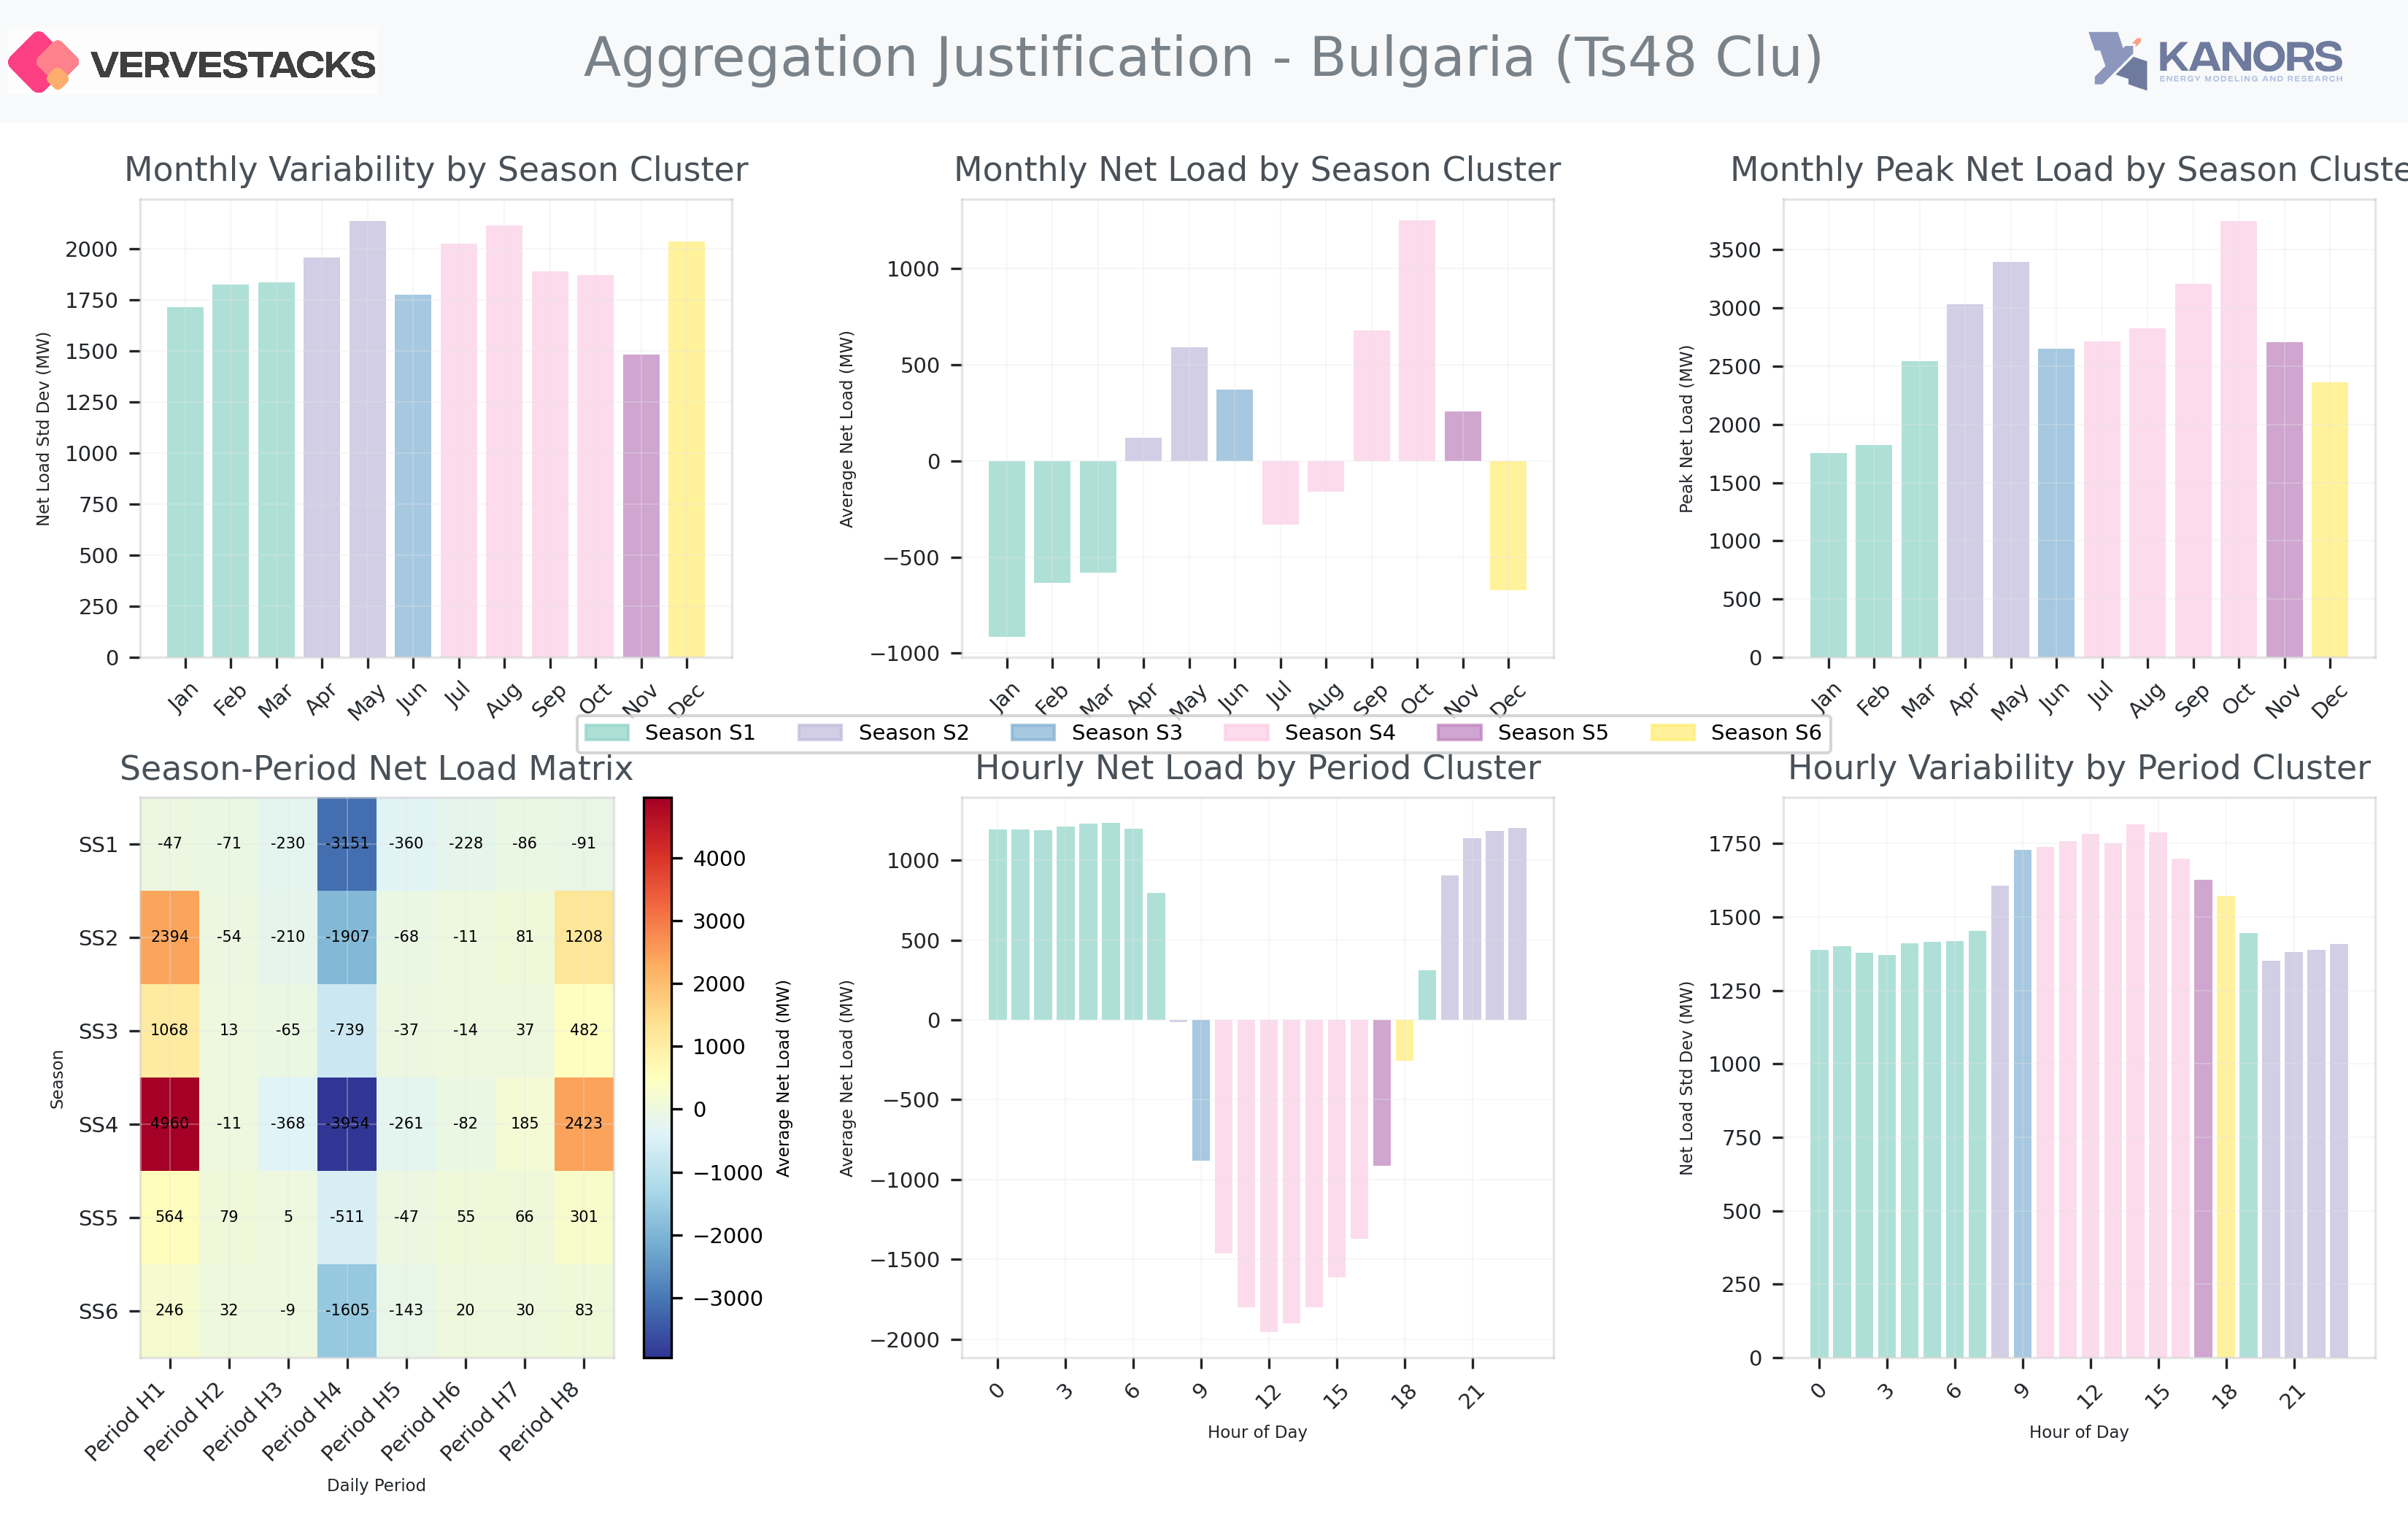 VERVESTACKS
Aggregation Justification - Bulgaria (Ts48 Clu)
KANORS
ENERGY MODELING AND RESEARCH
Monthly Variability by Season Cluster
Net Load Std Dev (MW)
2000
1750
1500
1250
1000
750
500
250
0
Jan Feb Mar Apr May Jun Jul Aug Sep Oct Nov Dec
Monthly Net Load by Season Cluster
Average Net Load (MW)
1000
500
0
−500
−1000
Jan Feb Mar Apr May Jun Jul Aug Sep Oct Nov Dec
Monthly Peak Net Load by Season Cluste
Peak Net Load (MW)
3500
3000
2500
2000
1500
1000
500
0
Jan Feb Mar Apr May Jun Jul Aug Sep Oct Nov Dec
Season S1 Season S2 Season S3 Season S4 Season S5 Season S6
Season-Period Net Load Matrix
Season
SS1 -47 -71 -230 -3151 -360 -228 -86 -91
SS2 2394 -54 -210 -1907 -68 -11 81 1208
SS3 1068 13 -65 -739 -37 -14 37 482
SS4 4960 -11 -368 -3954 -261 -82 185 2423
SS5 564 79 5 -511 -47 55 66 301
SS6 246 32 -9 -1605 -143 20 30 83
Period H1 Period H2 Period H3 Period H4 Period H5 Period H6 Period H7 Period H8
Daily Period
4000
3000
2000
1000
0
−1000
−2000
−3000
Average Net Load (MW)
Hourly Net Load by Period Cluster
Average Net Load (MW)
1000
500
0
−500
−1000
−1500
−2000
0 3 6 9 12 15 18 21
Hour of Day
Hourly Variability by Period Cluster
Net Load Std Dev (MW)
1750
1500
1250
1000
750
500
250
0
0 3 6 9 12 15 18 21
Hour of Day